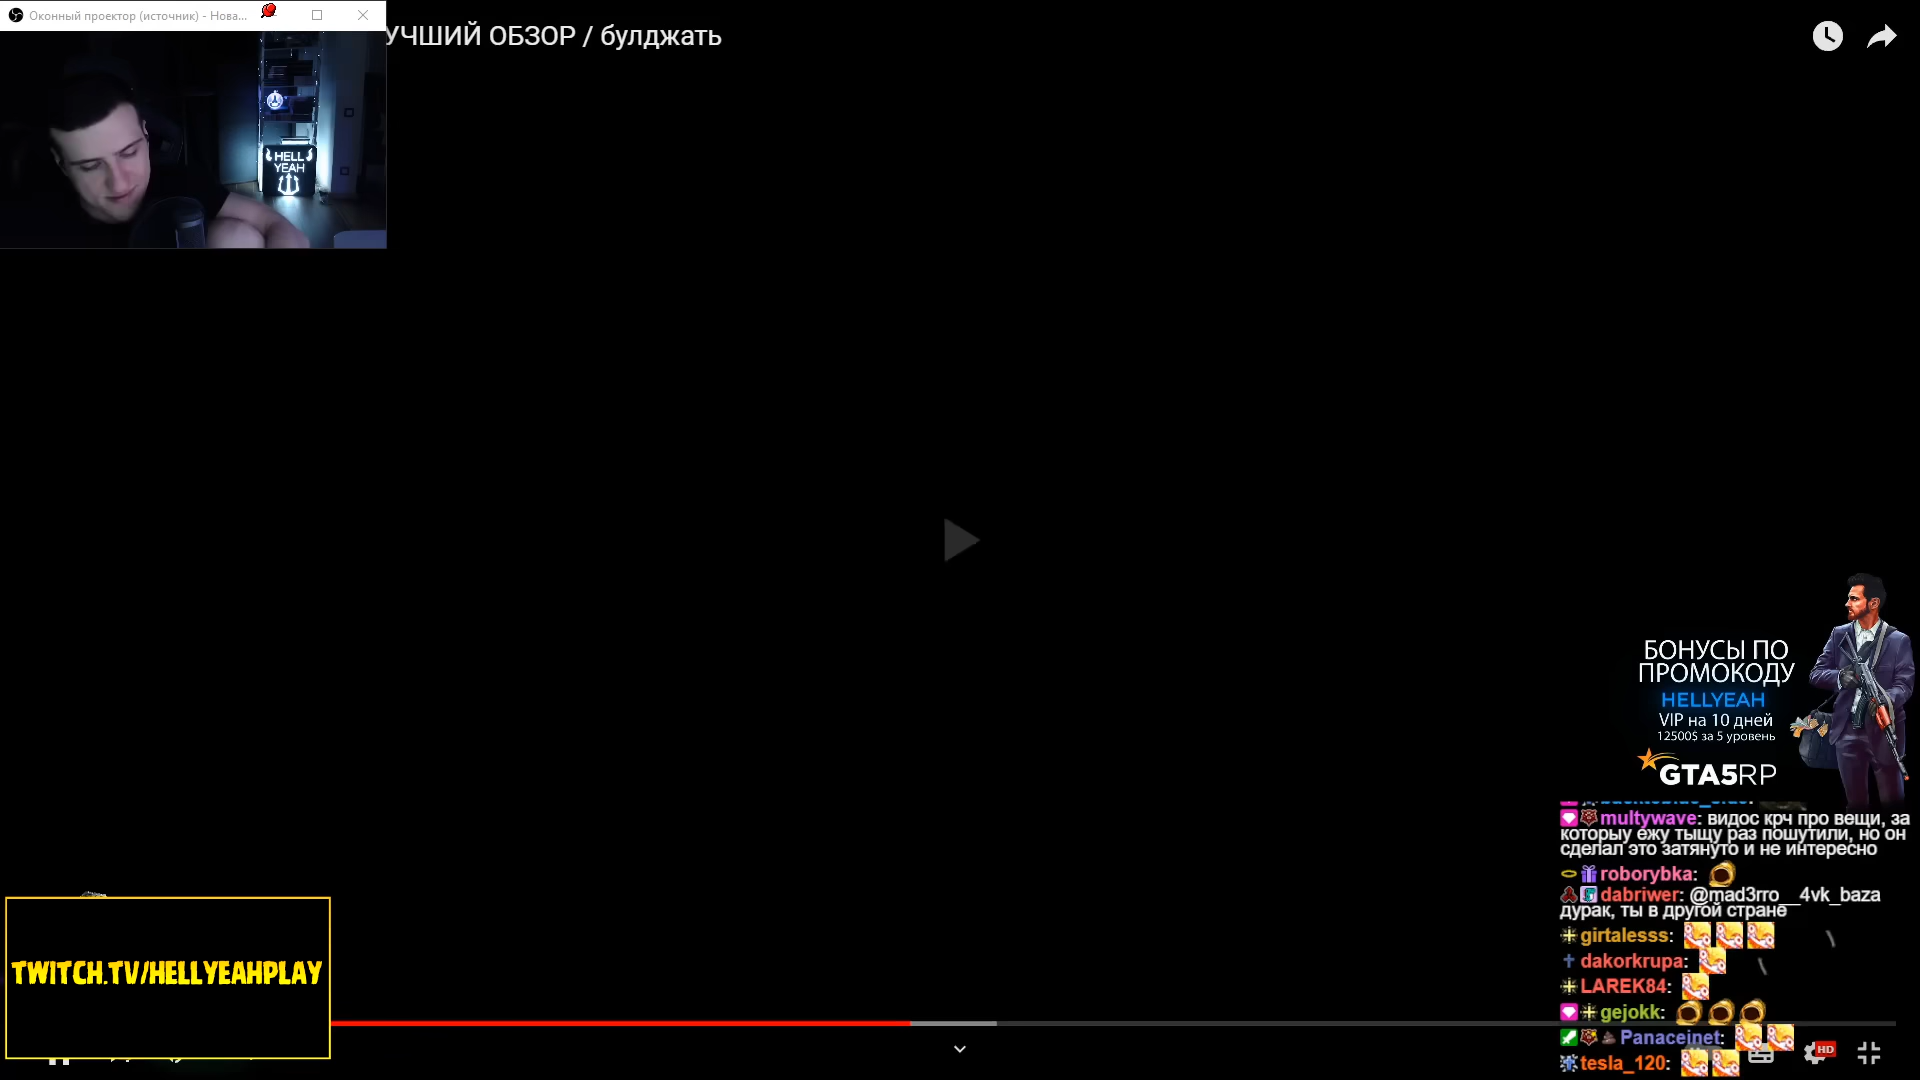 Оконный проектор (источник) - Нова...
УЧШИЙ ОБЗОР / булджать
HELL
YEAH
БОНУСЫ ПО
ПРОМОКОДУ
HELLYEAH
VIP на 10 дней
12500$ за 5 уровень
GTA5RP
multywave: видос крч про вещи, за
которыу ежу тыщу раз пошутили, но он
сделал это затянуто и не интересно
roborybka:
dabriwer: @mad3rro__4vk_baza
дурак, ты в другой стране
girtalesss:
dakorkrupa:
LAREK84:
gejokk:
Panaceinet:
tesla_120:
TWITCH.TV/HELLYEAHPLAY
HD